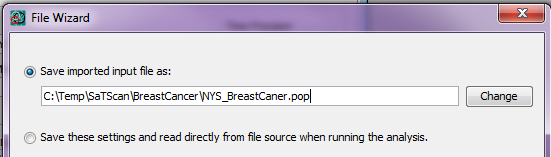 File Wizard
Save imported input file as:
C:\Temp\SaTScan\BreastCancer\NYS_BreastCaner.pop
Change
Save these settings and read directly from file source when running the analysis.